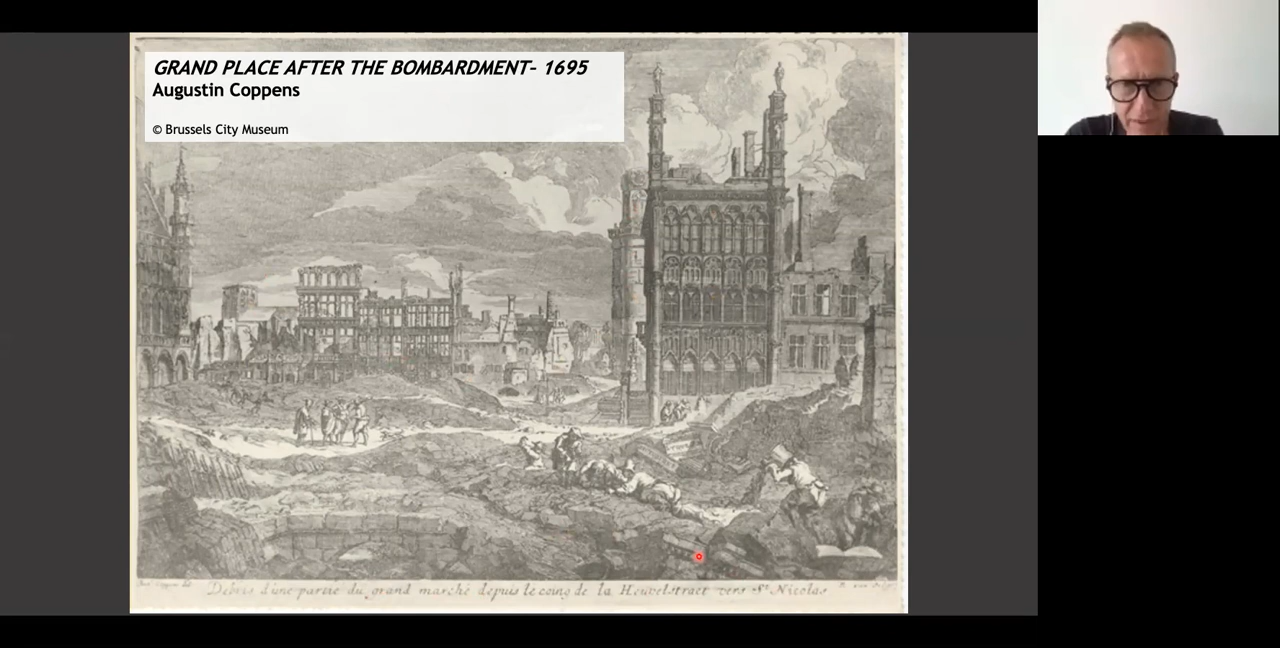 GRAND PLACE AFTER THE BOMBARDMENT– 1695
Augustin Coppens
© Brussels City Museum
Debris d'une partie du grand marché depuis le coing de la Heuvelstraet vers St Nicolas